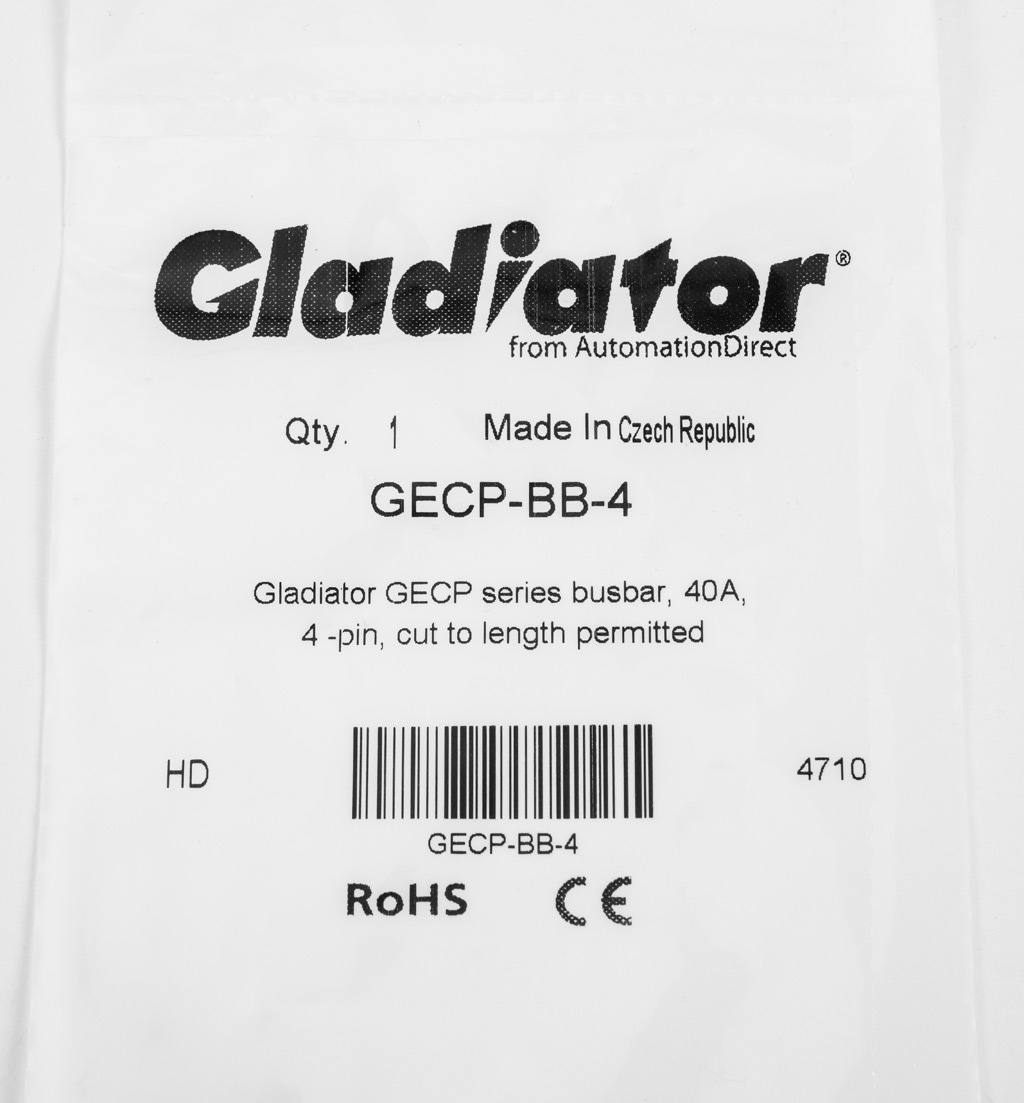 Gladiator®
from AutomationDirect
Qty. 1 Made In Czech Republic
GECP-BB-4
Gladiator GECP series busbar, 40A,
4 -pin, cut to length permitted
HD 4710
GECP-BB-4
RoHS CE